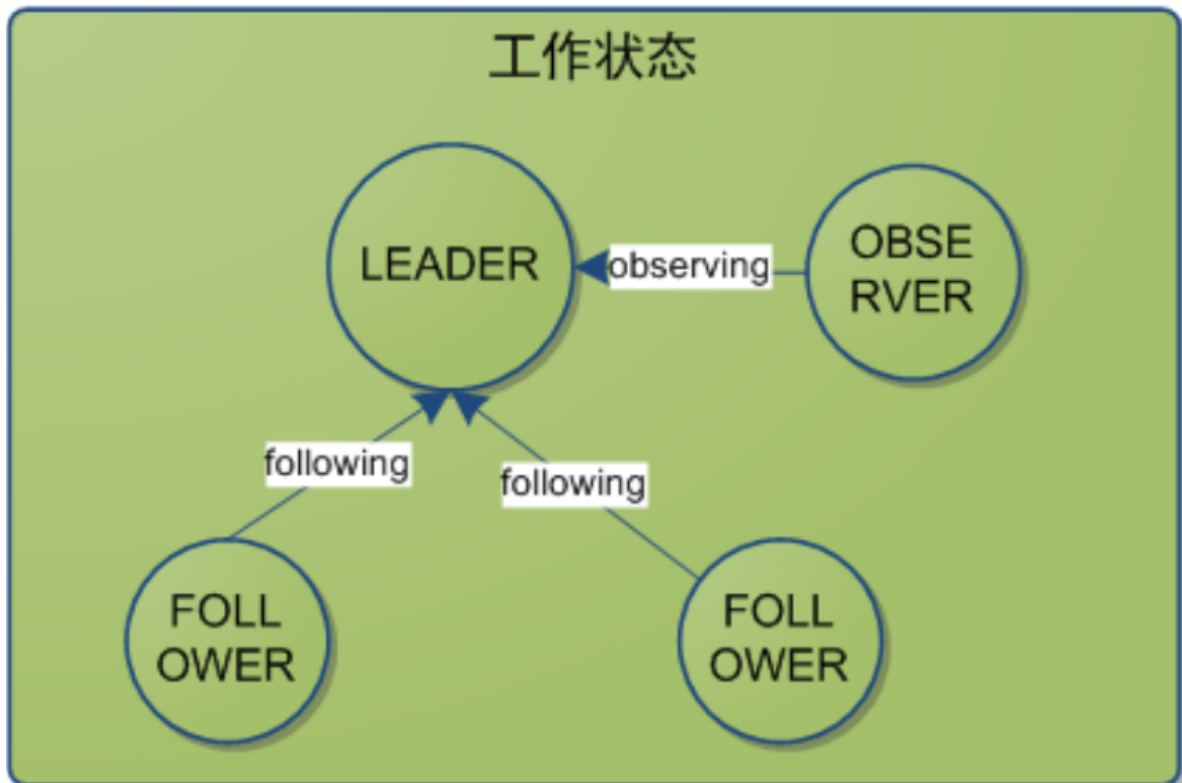 工作状态
LEADER
observing
OBSE
RVER
following
following
FOLL
OWER
FOLL
OWER